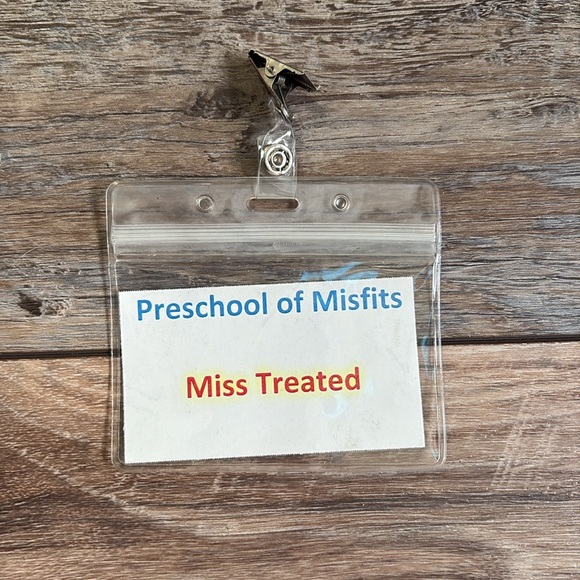 Preschool of Misfits
Miss Treated